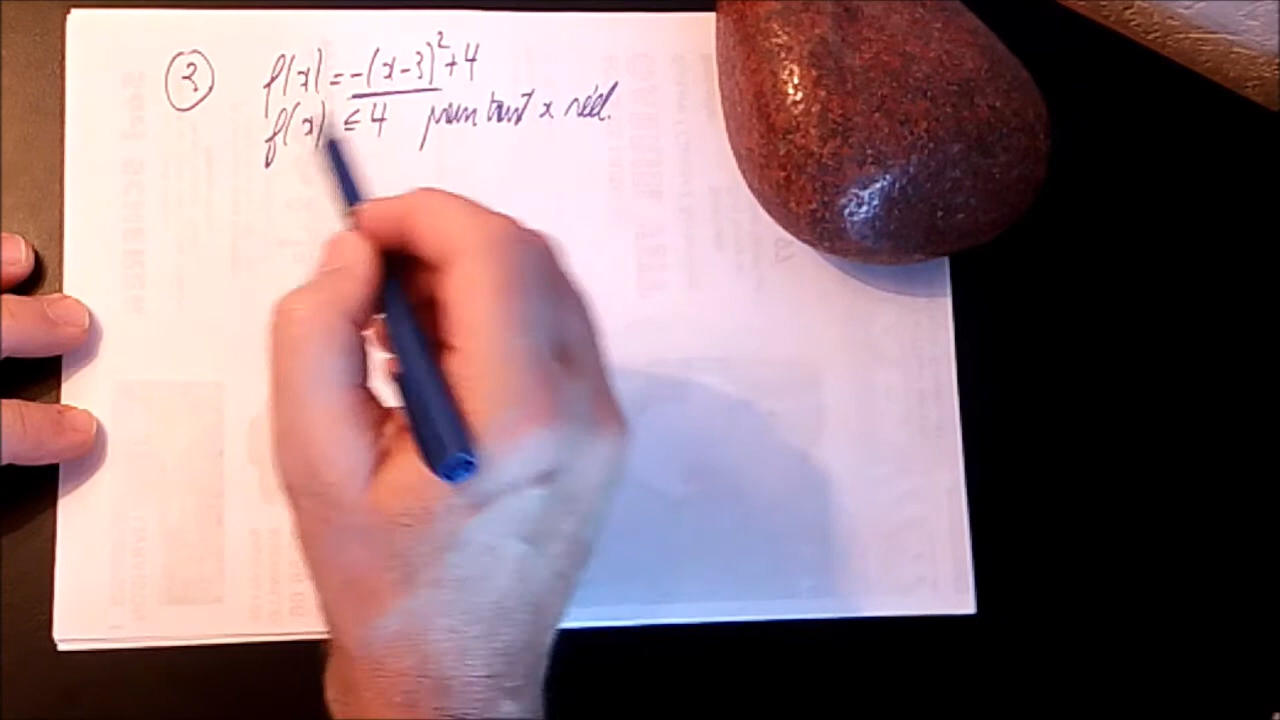 ② f(x) = -(x-3)²+4
f(x) ≤ 4 pour tout x réel.